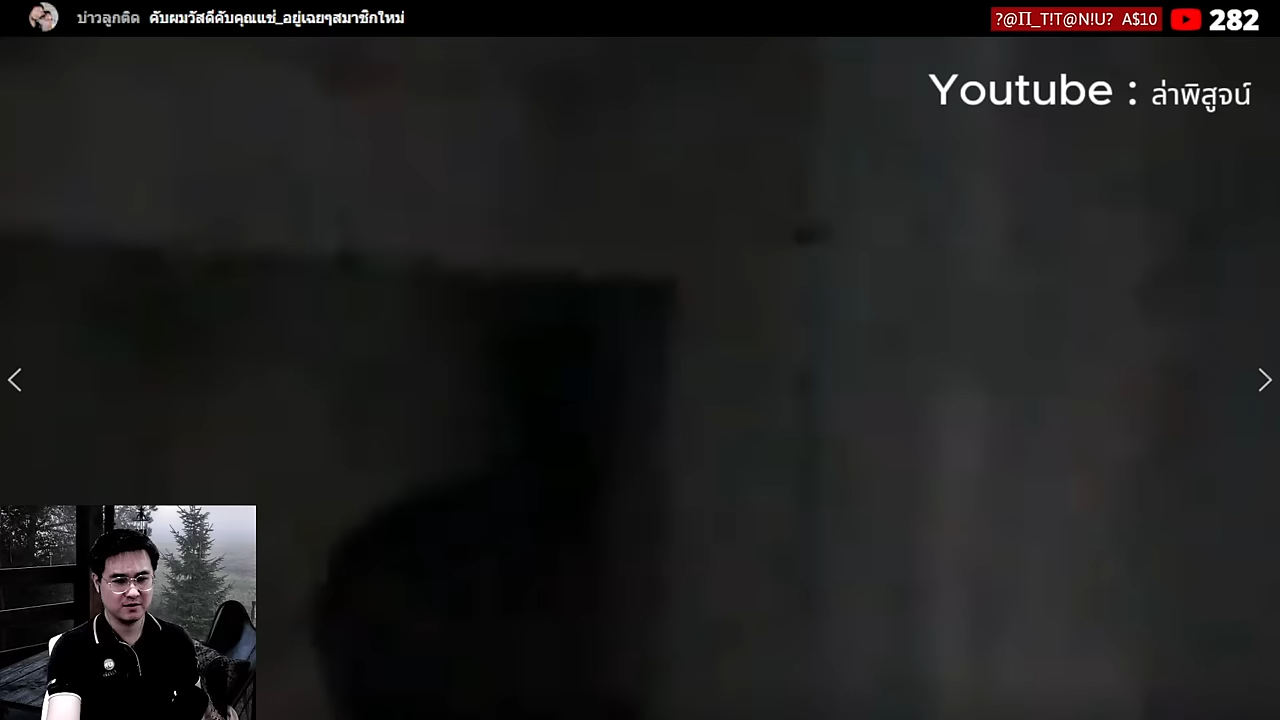 บ่าวลูกติด คับผมวัสดีคับคุณแซ่_อยู่เฉยๆสมาชิกใหม่
?@∏_T!T@N!U? A$10
282
Youtube : ล่าพิสูจน์